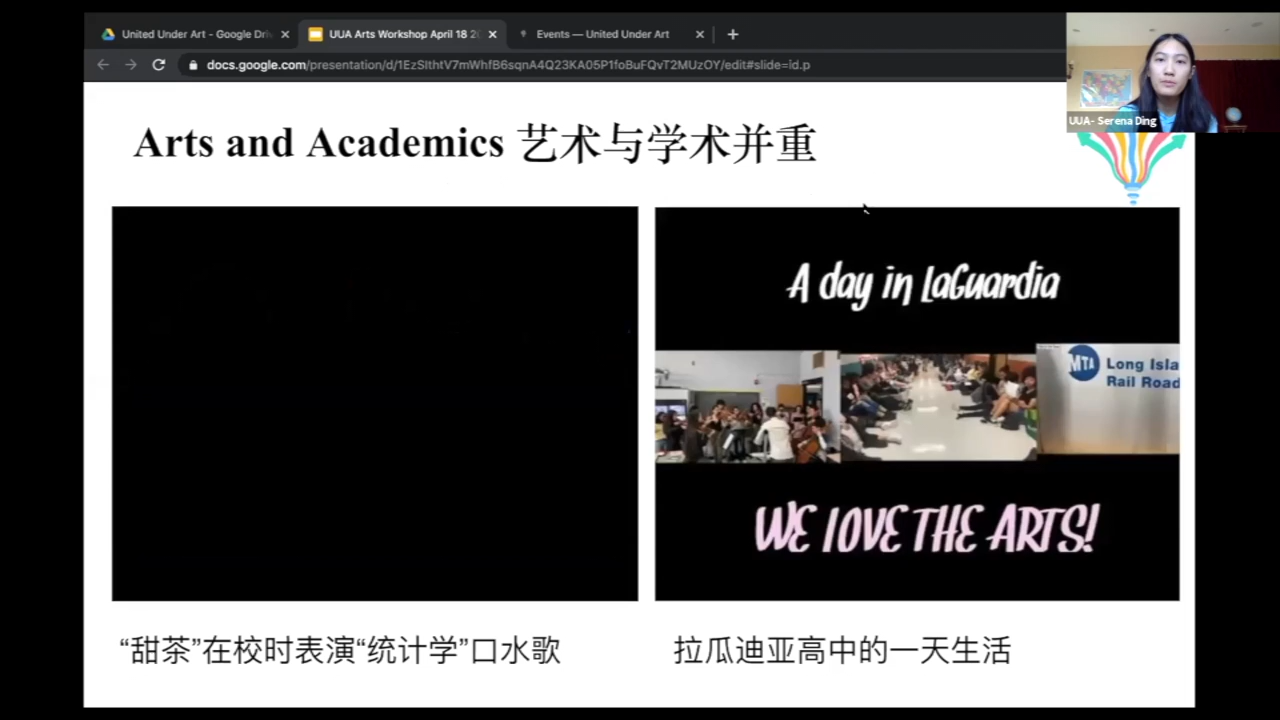 United Under Art - Google Driv
UUA Arts Workshop April 18 20
Events — United Under Art
docs.google.com/presentation/d/1EzSIthtV7mWhfB6sqnA4Q23KA05P1foBuFQvT2MUzOY/edit#slide=id.p
UUA- Serena Ding
Arts and Academics 艺术与学术并重
A day in LaGuardia
MTA
Long Isla
Rail Road
WE LOVE THE ARTS!
“甜茶”在校时表演“统计学”口水歌
拉瓜迪亚高中的一天生活